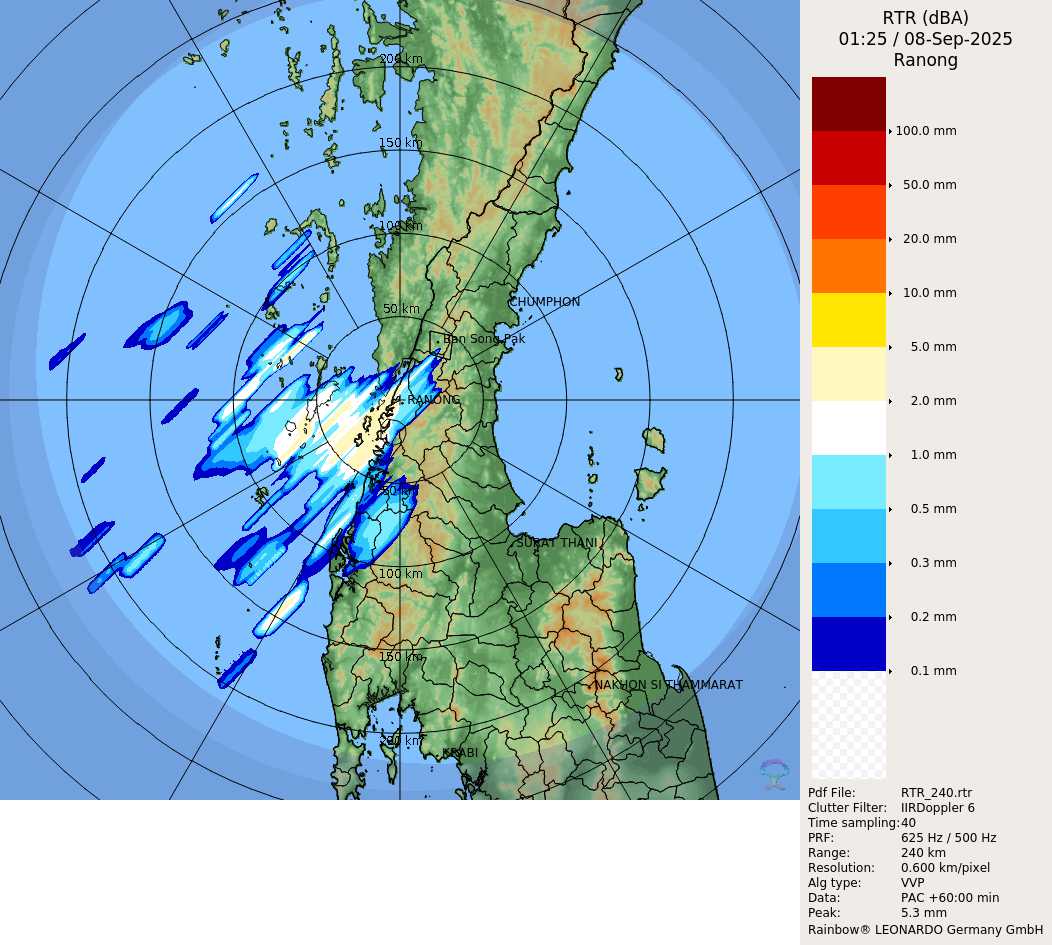 RTR (dBA)
01:25 / 08-Sep-2025
Ranong
200 km
150 km
100 km
50 km
CHUMPHON
Ban Song Pak
RANONG
50 km
SURAT THANI
100 km
150 km
NAKHON SI THAMMARAT
200 km
KRABI
100.0 mm
50.0 mm
20.0 mm
10.0 mm
5.0 mm
2.0 mm
1.0 mm
0.5 mm
0.3 mm
0.2 mm
0.1 mm
Pdf File: RTR_240.rtr
Clutter Filter: IIRDoppler 6
Time sampling: 40
PRF: 625 Hz / 500 Hz
Range: 240 km
Resolution: 0.600 km/pixel
Alg type: VVP
Data: PAC +60:00 min
Peak: 5.3 mm
Rainbow® LEONARDO Germany GmbH